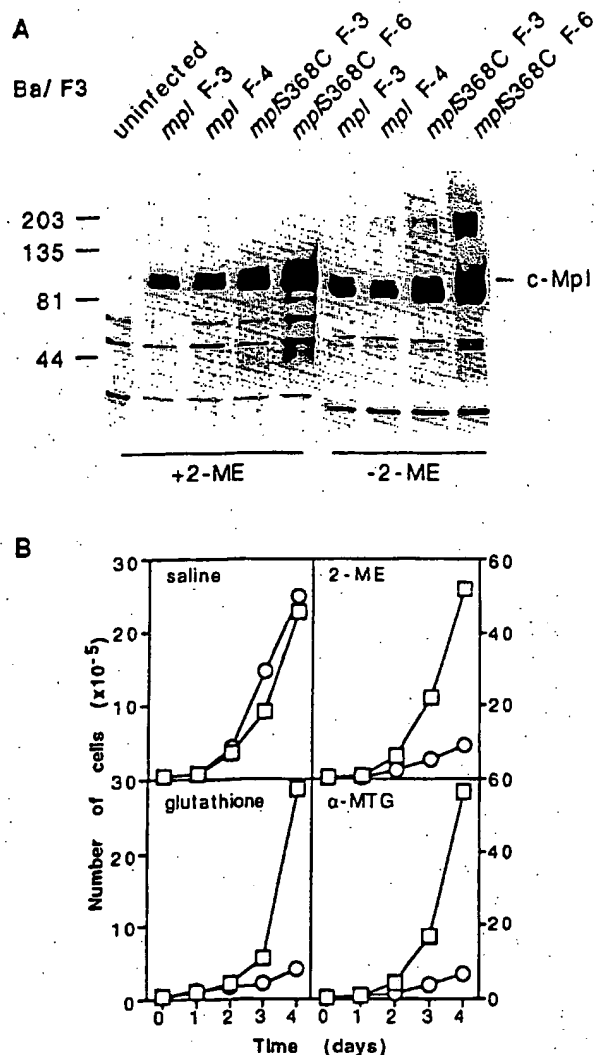 A
Ba/ F3
uninfected
mpl F-3
mpl F-4
mplS368C F-3
mplS368C F-6
mpl F-3
mpl F-4
mplS368C F-3
mplS368C F-6
203
135
81
44
c-Mpl
+2-ME
-2-ME
B
Number of cells (x10-5)
30
20
10
30
20
10
0
saline
2-ME
glutathione
α-MTG
60
40
20
60
40
20
0
0 1 2 3 4
0 1 2 3 4
Time (days)